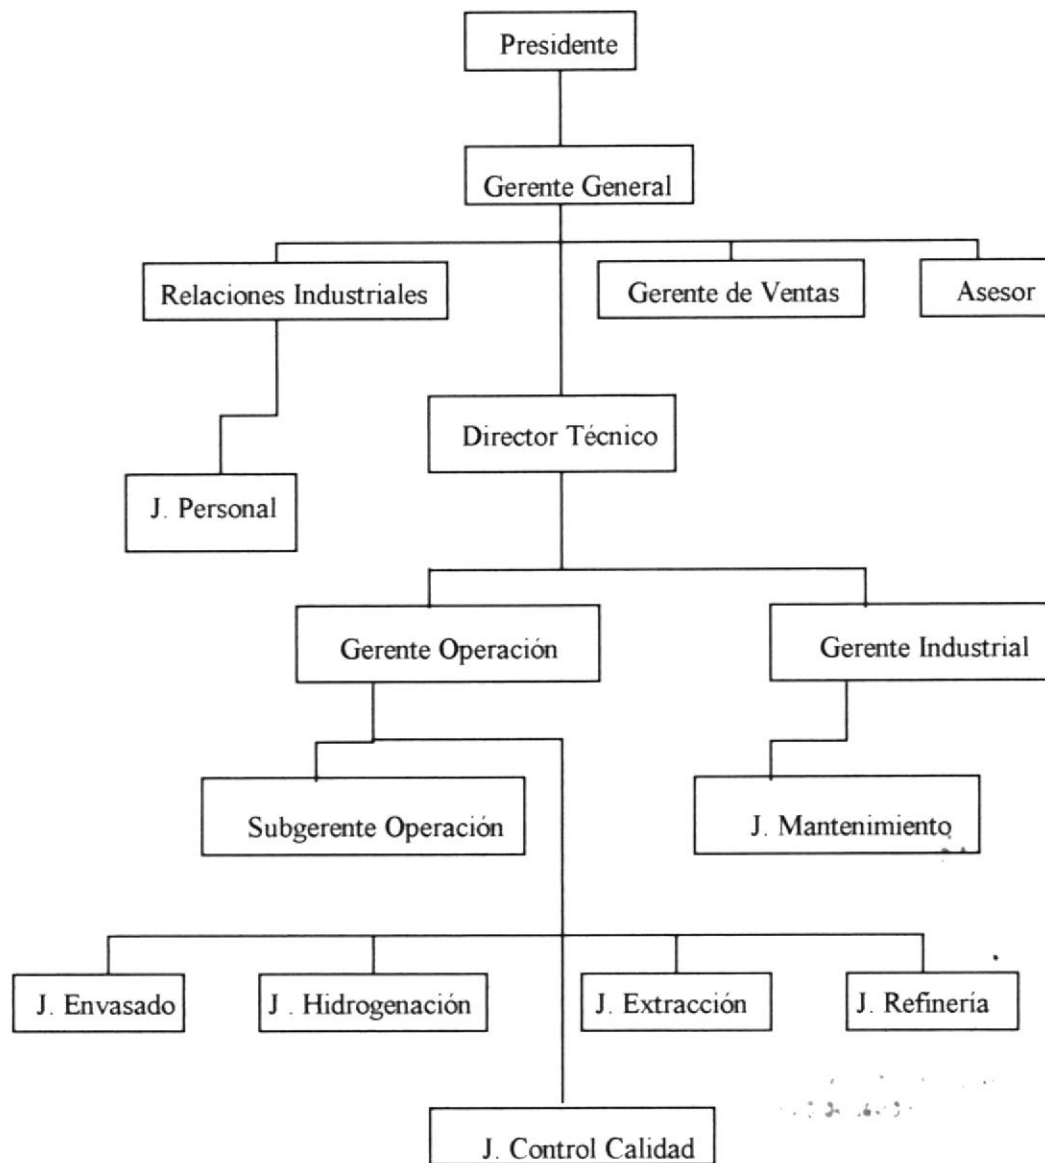 Presidente
Gerente General
Relaciones Industriales
Gerente de Ventas
Asesor
Director Técnico
J. Personal
Gerente Operación
Gerente Industrial
Subgerente Operación
J. Mantenimiento
J. Envasado
J . Hidrogenación
J. Extracción
J. Refinería
J. Control Calidad